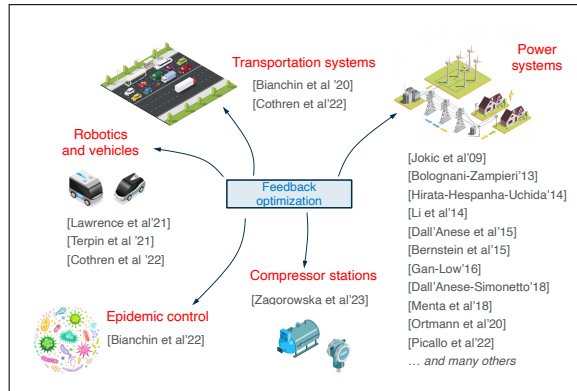 Transportation systems
[Bianchin et al '20]
[Cothren et al'22]
Power
systems
[Jokic et al'09]
[Bolognani-Zampieri'13]
[Hirata-Hespanha-Uchida'14]
[Li et al'14]
[Dall'Anese et al'15]
[Bernstein et al'15]
[Gan-Low'16]
[Dall'Anese-Simonetto'18]
[Menta et al'18]
[Ortmann et al'20]
[Picallo et al'22]
... and many others
Robotics
and vehicles
[Lawrence et al'21]
[Terpin et al '21]
[Cothren et al '22]
Feedback
optimization
Compressor stations
[Zagorowska et al'23]
Epidemic control
[Bianchin et al'22]